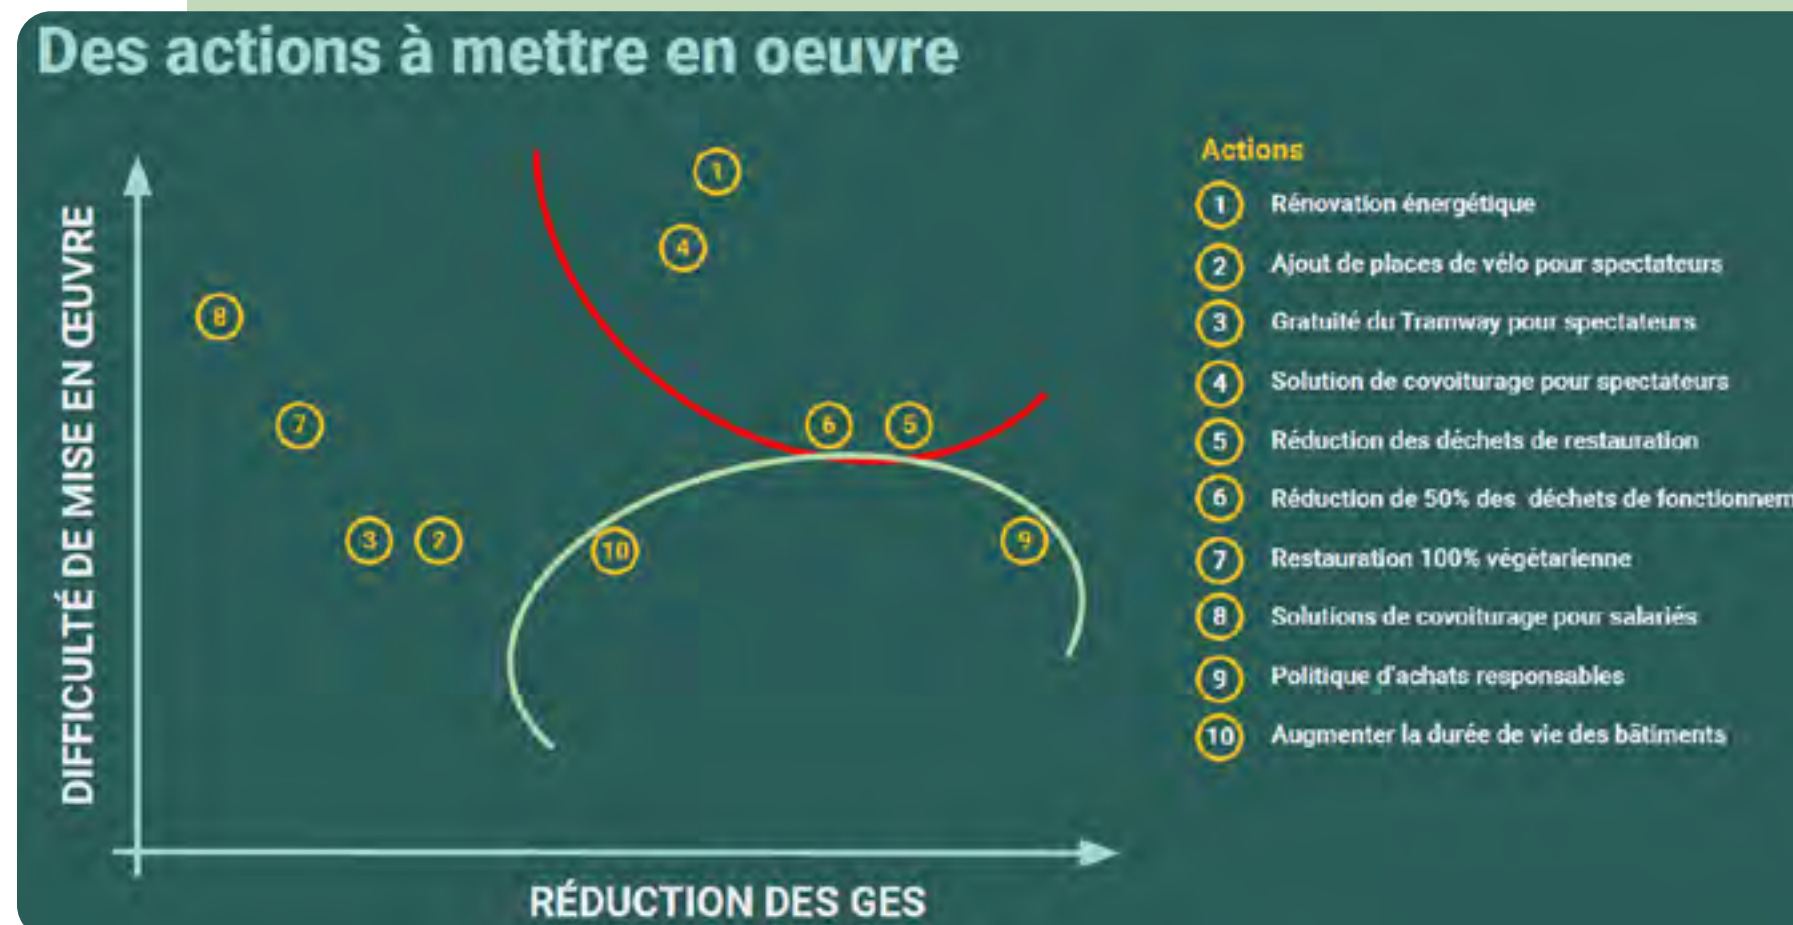 Des actions à mettre en oeuvre
DIFFICULTÉ DE MISE EN ŒUVRE
1
4
8
7
6
5
3
2
10
9
RÉDUCTION DES GES
Actions
1 Rénovation énergétique
2 Ajout de places de vélo pour spectateurs
3 Gratuité du Tramway pour spectateurs
4 Solution de covoiturage pour spectateurs
5 Réduction des déchets de restauration
6 Réduction de 50% des déchets de fonctionnem
7 Restauration 100% végétarienne
8 Solutions de covoiturage pour salariés
9 Politique d'achats responsables
10 Augmenter la durée de vie des bâtiments